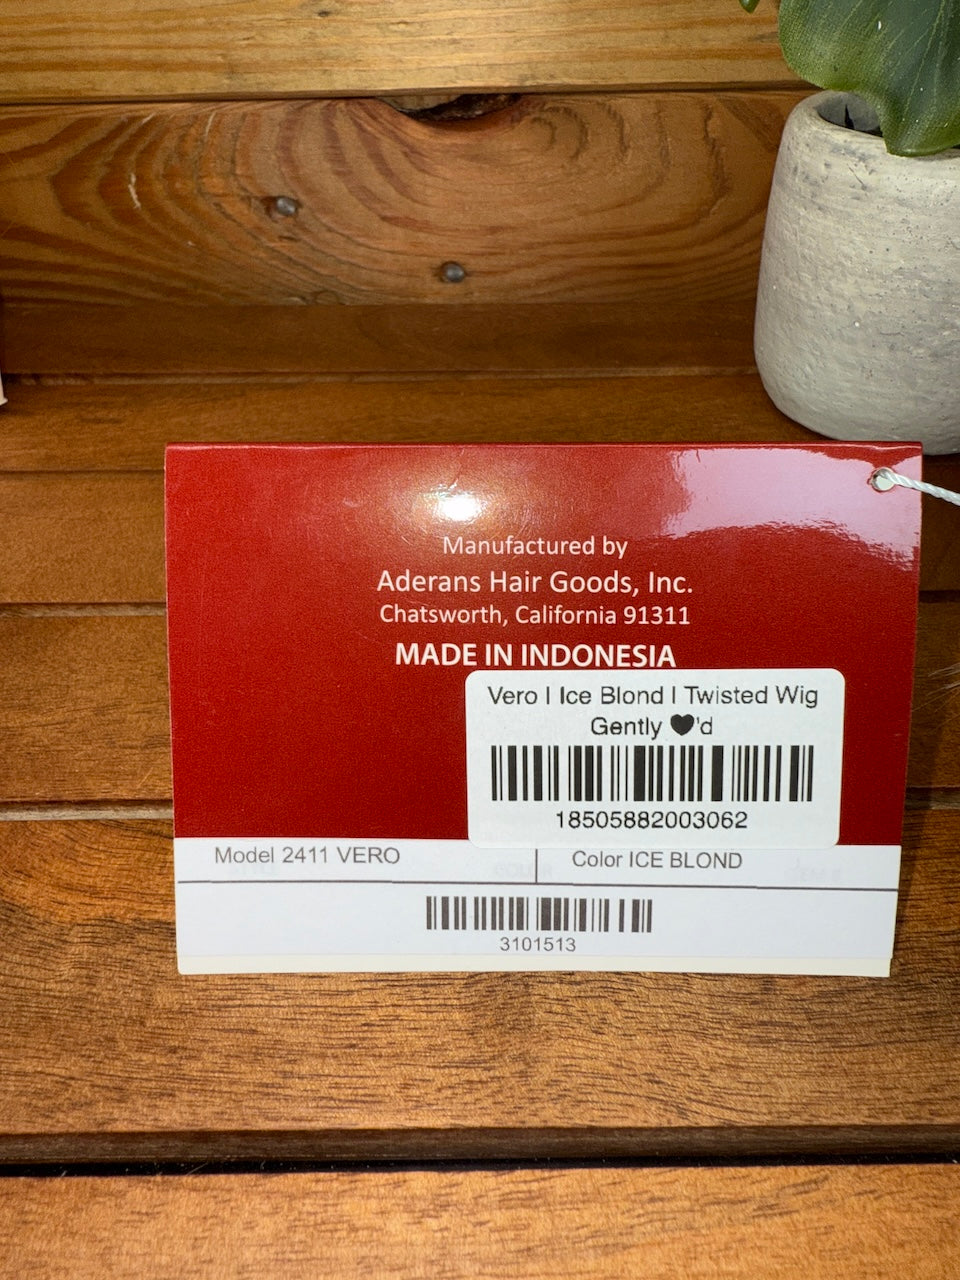 Manufactured by
Aderans Hair Goods, Inc.
Chatsworth, California 91311
MADE IN INDONESIA
Vero | Ice Blond | Twisted Wig
Gently 🖤'd
18505882003062
Model 2411 VERO
Color ICE BLOND
3101513